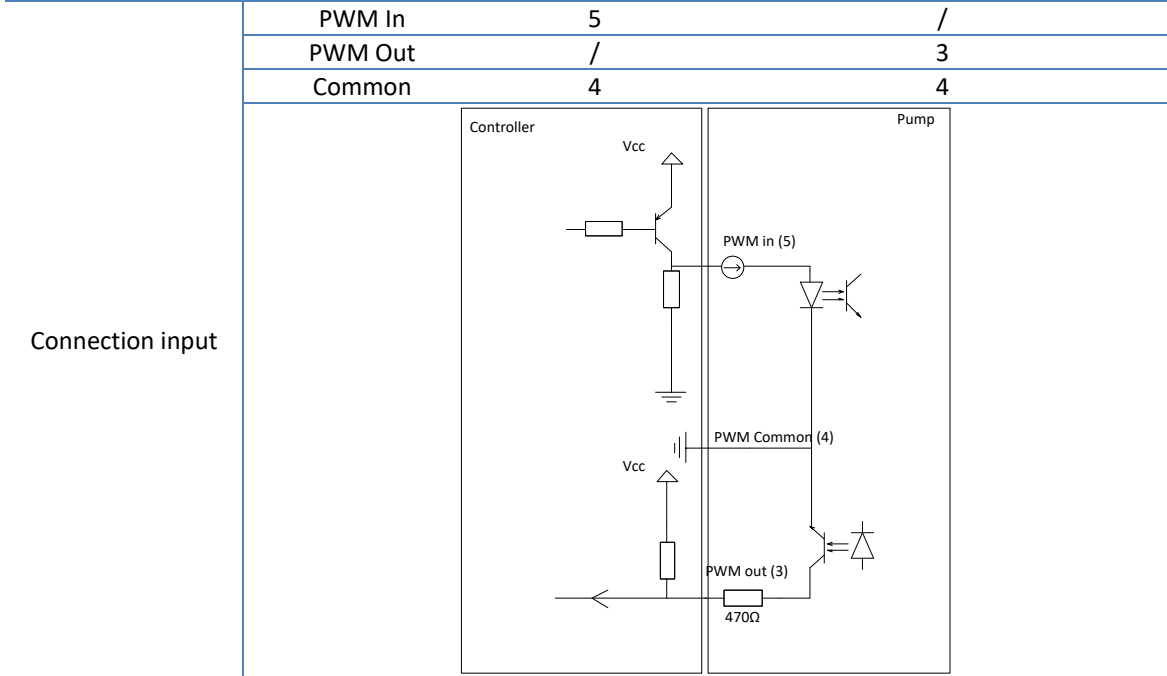 PWM In 5 /
PWM Out / 3
Common 4 4
Connection input
Controller
Pump
Vcc
PWM in (5)
PWM Common (4)
Vcc
PWM out (3)
470Ω